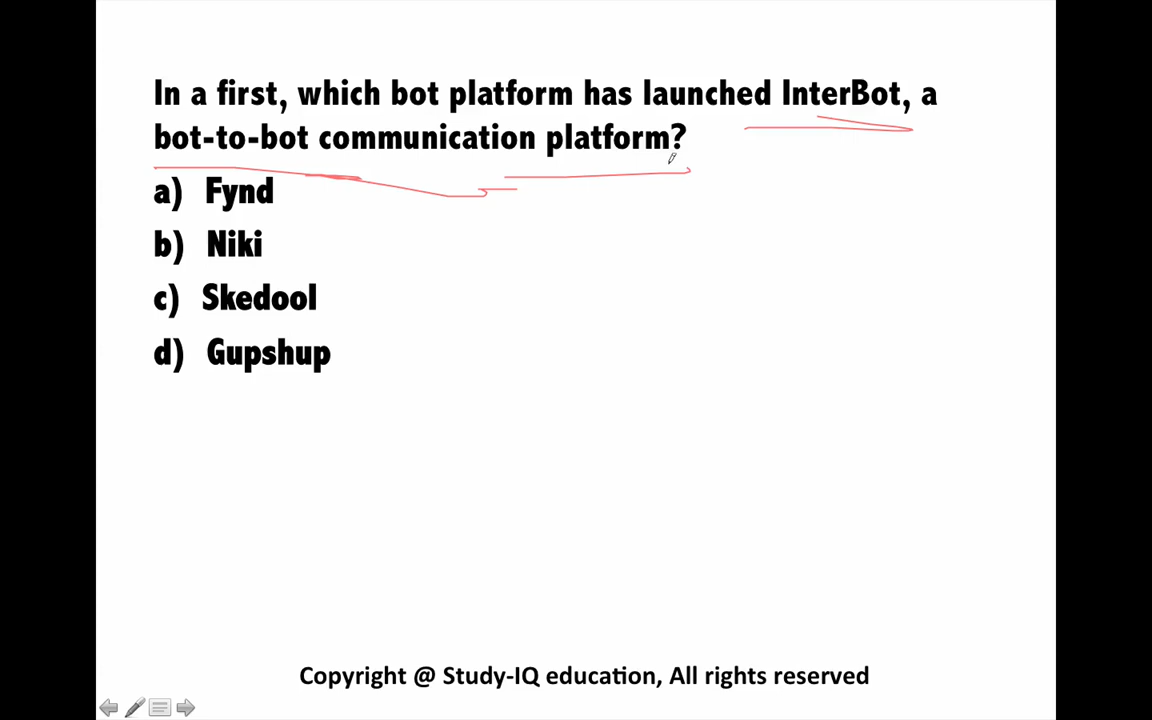 In a first, which bot platform has launched InterBot, a
bot-to-bot communication platform?
a) Fynd
b) Niki
c) Skedool
d) Gupshup
Copyright @ Study-IQ education, All rights reserved